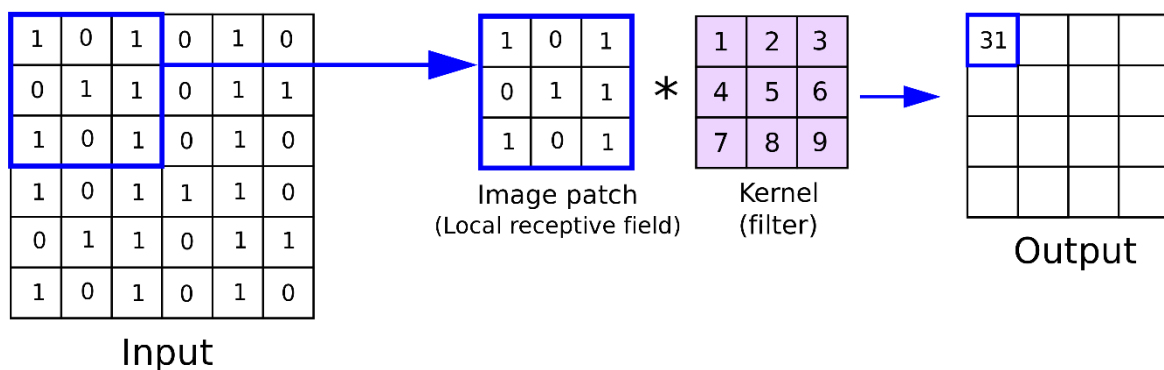 1 0 1 0 1 0
0 1 1 0 1 1
1 0 1 0 1 0
1 0 1 1 1 0
0 1 1 0 1 1
1 0 1 0 1 0
Input
1 0 1
0 1 1
1 0 1
Image patch
(Local receptive field)
*
1 2 3
4 5 6
7 8 9
Kernel
(filter)
31
Output